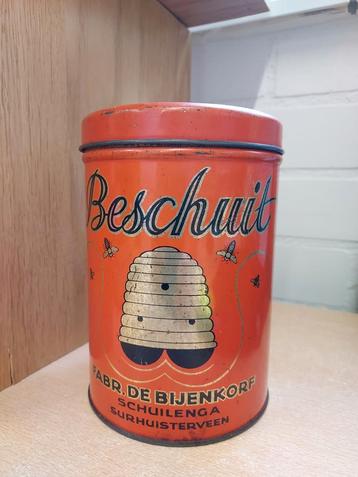 Beschuit
FABR. DE BIJENKORF
SCHUILENGA
SURHUISTERVEEN